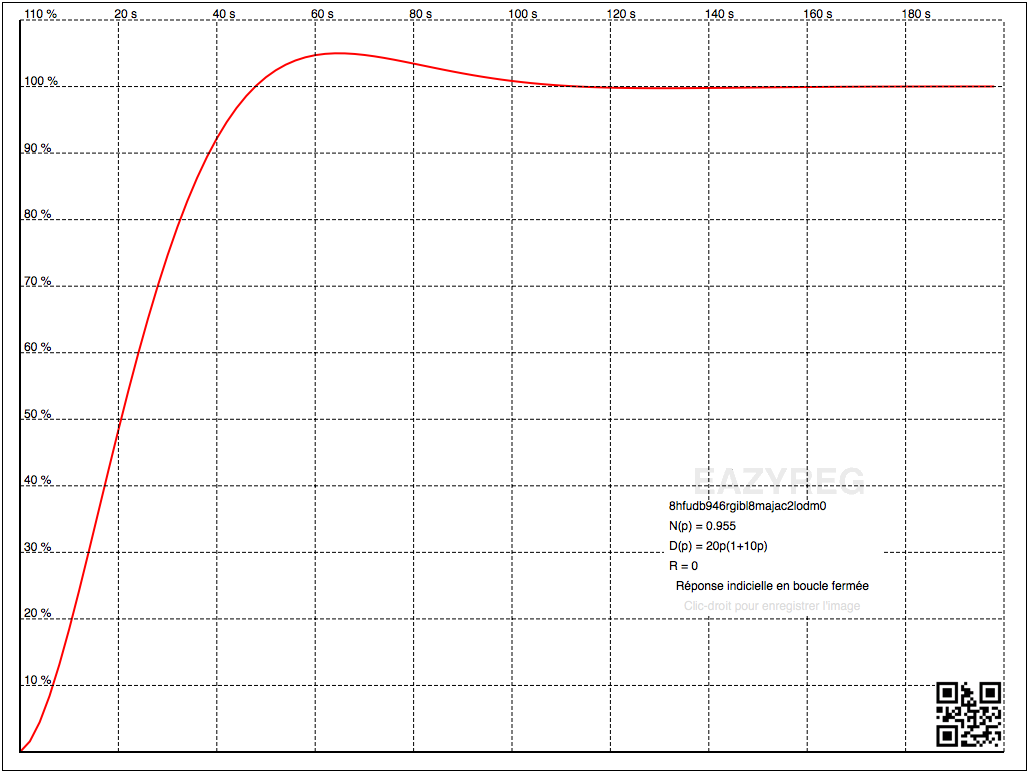 110 % 20 s 40 s 60 s 80 s 100 s 120 s 140 s 160 s 180 s
100 %
90 %
80 %
70 %
60 %
50 %
40 %
EAZYREG
8hfudb946rgibl8majac2lodm0
N(p) = 0.955
30 %
D(p) = 20p(1+10p)
R = 0
Réponse indicielle en boucle fermée
Clic-droit pour enregistrer l'image
20 %
10 %